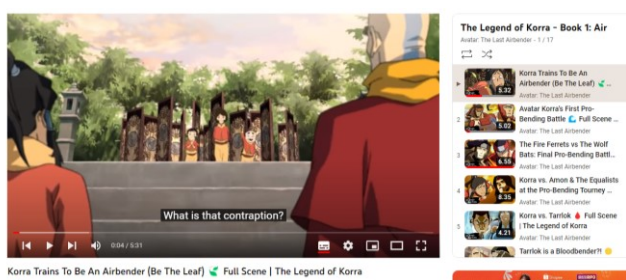 What is that contraption?
0:04 / 5:31
Korra Trains To Be An Airbender (Be The Leaf) 🍃 Full Scene | The Legend of Korra
The Legend of Korra - Book 1: Air
Avatar: The Last Airbender - 1 / 17
5:32
Korra Trains To Be An
Airbender (Be The Leaf) 🍃 ...
Avatar: The Last Airbender
2
5:02
Avatar Korra's First Pro-
Bending Battle 🌊 Full Scene ...
Avatar: The Last Airbender
3
6:55
The Fire Ferrets vs The Wolf
Bats: Final Pro-Bending Battl...
Avatar: The Last Airbender
4
8:35
Korra vs. Amon & The Equalists
at the Pro-Bending Tourney ...
Avatar: The Last Airbender
5
4:21
Korra vs. Tarrlok 🩸 Full Scene
| The Legend of Korra
Avatar: The Last Airbender
Tarrlok is a Bloodbender?!